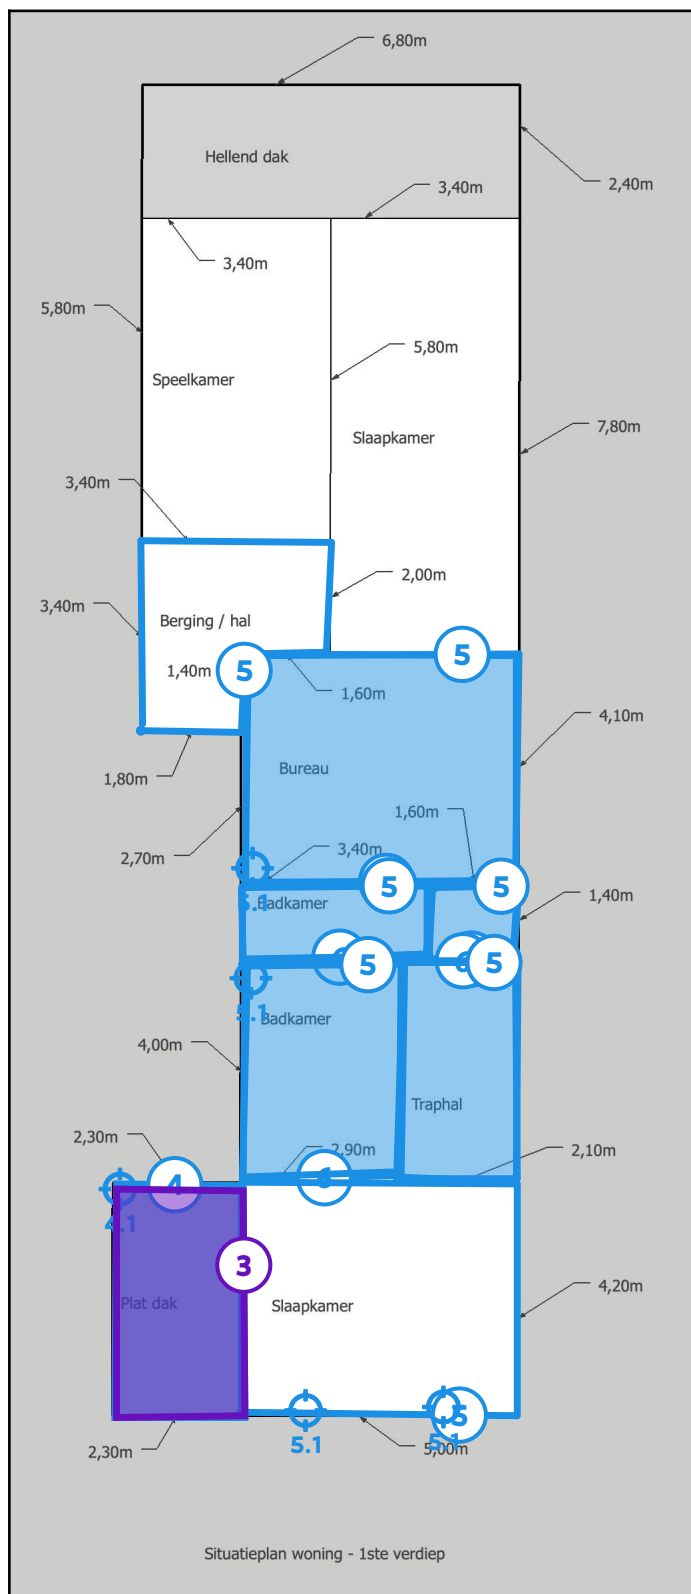 6,80m
Hellend dak
3,40m
2,40m
3,40m
5,80m
5,80m
Speelkamer
Slaapkamer
7,80m
3,40m
2,00m
3,40m
Berging / hal
5
5
1,40m
1,60m
4,10m
Bureau
1,80m
1,60m
2,70m
3,40m
5
5
5.1
Badkamer
1,40m
5
5
5.1
Badkamer
4,00m
Traphal
2,30m
2,90m
2,10m
4
4.1
3
4,20m
Plat dak
Slaapkamer
5
5.1
5.1
2,30m
5,00m
Situatieplan woning - 1ste verdiep